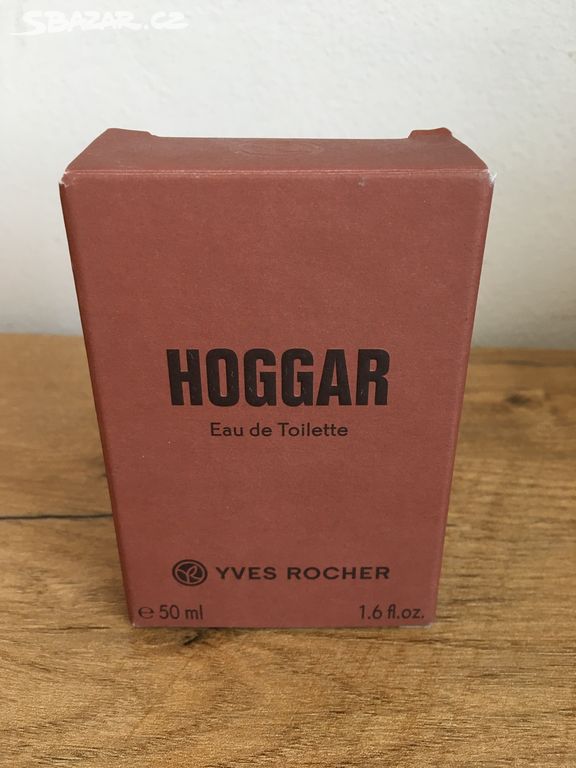 SBAZAR.CZ
HOGGAR
Eau de Toilette
YVES ROCHER
℮ 50 ml 1.6 fl.oz.